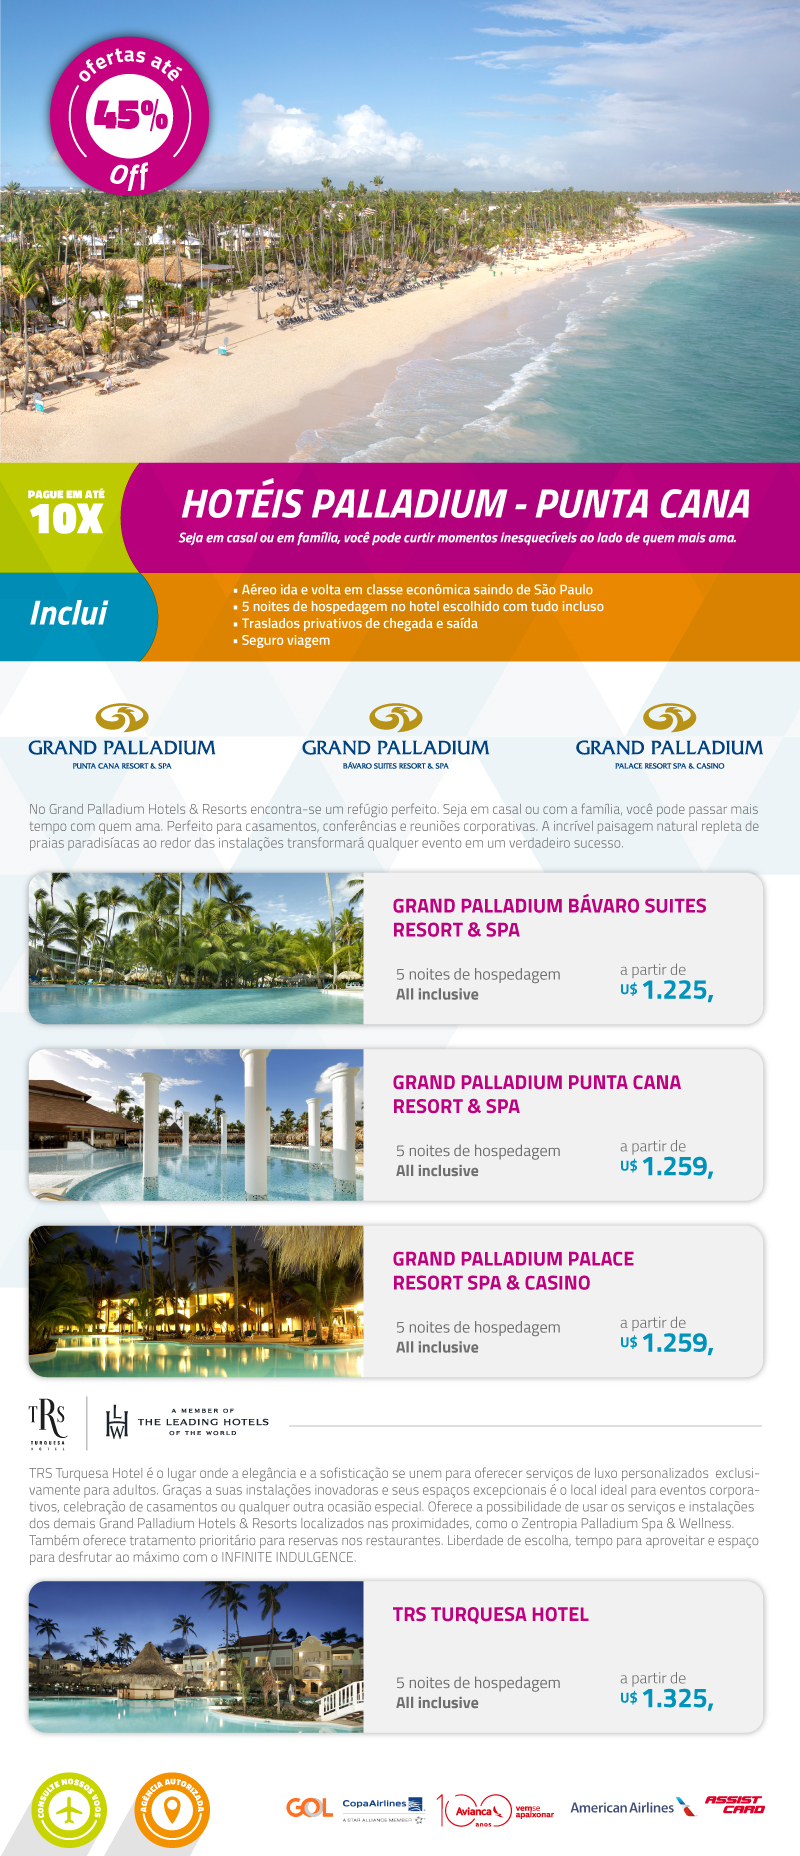 ofertas até
45%
Off
PAGUE EM ATÉ
10X
HOTÉIS PALLADIUM - PUNTA CANA
Seja em casal ou em família, você pode curtir momentos inesquecíveis ao lado de quem mais ama.
Inclui
• Aéreo ida e volta em classe econômica saindo de São Paulo
• 5 noites de hospedagem no hotel escolhido com tudo incluso
• Traslados privativos de chegada e saída
• Seguro viagem
GRAND PALLADIUM
PUNTA CANA RESORT & SPA
GRAND PALLADIUM
BÁVARO SUITES RESORT & SPA
GRAND PALLADIUM
PALACE RESORT SPA & CASINO
No Grand Palladium Hotels & Resorts encontra-se um refúgio perfeito. Seja em casal ou com a família, você pode passar mais
tempo com quem ama. Perfeito para casamentos, conferências e reuniões corporativas. A incrível paisagem natural repleta de
praias paradisíacas ao redor das instalações transformará qualquer evento em um verdadeiro sucesso.
GRAND PALLADIUM BÁVARO SUITES
RESORT & SPA
5 noites de hospedagem
All inclusive
a partir de
U$ 1.225,
GRAND PALLADIUM PUNTA CANA
RESORT & SPA
5 noites de hospedagem
All inclusive
a partir de
U$ 1.259,
GRAND PALLADIUM PALACE
RESORT SPA & CASINO
5 noites de hospedagem
All inclusive
a partir de
U$ 1.259,
TRS
TURQUESA
HOTEL
LHW
A MEMBER OF
THE LEADING HOTELS
OF THE WORLD
TRS Turquesa Hotel é o lugar onde a elegância e a sofisticação se unem para oferecer serviços de luxo personalizados exclusi-
vamente para adultos. Graças a suas instalações inovadoras e seus espaços excepcionais é o local ideal para eventos corpora-
tivos, celebração de casamentos ou qualquer outra ocasião especial. Oferece a possibilidade de usar os serviços e instalações
dos demais Grand Palladium Hotels & Resorts localizados nas proximidades, como o Zentropia Palladium Spa & Wellness.
Também oferece tratamento prioritário para reservas nos restaurantes. Liberdade de escolha, tempo para aproveitar e espaço
para desfrutar ao máximo com o INFINITE INDULGENCE.
TRS TURQUESA HOTEL
5 noites de hospedagem
All inclusive
a partir de
U$ 1.325,
CONSULTE NOSSOS VOOS
AGÊNCIA AUTORIZADA
GOL
CopaAirlines
A STAR ALLIANCE MEMBER
100
Avianca
anos
vem se
apaixonar
American Airlines
ASSIST
CARD